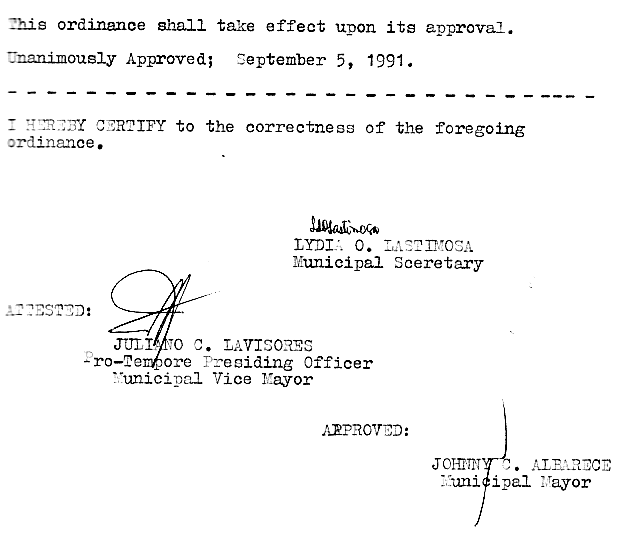 This ordinance shall take effect upon its approval.
Unanimously Approved; September 5, 1991.
I HEREBY CERTIFY to the correctness of the foregoing
ordinance.
LOLastimosa
LYDIA O. LASTIMOSA
Municipal Sceretary
ATTESTED:
JULIANO C. LAVISORES
Pro-Tempore Presiding Officer
Municipal Vice Mayor
APPROVED:
JOHNNY C. ALBARECE
Municipal Mayor